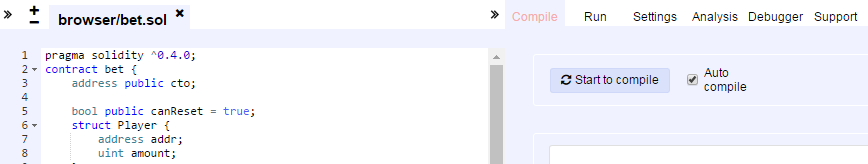 browser/bet.sol
Compile Run Settings Analysis Debugger Support
1 pragma solidity ^0.4.0;
2 contract bet {
3 address public cto;
4
5 bool public canReset = true;
6 struct Player {
7 address addr;
8 uint amount;
Start to compile
Auto
compile